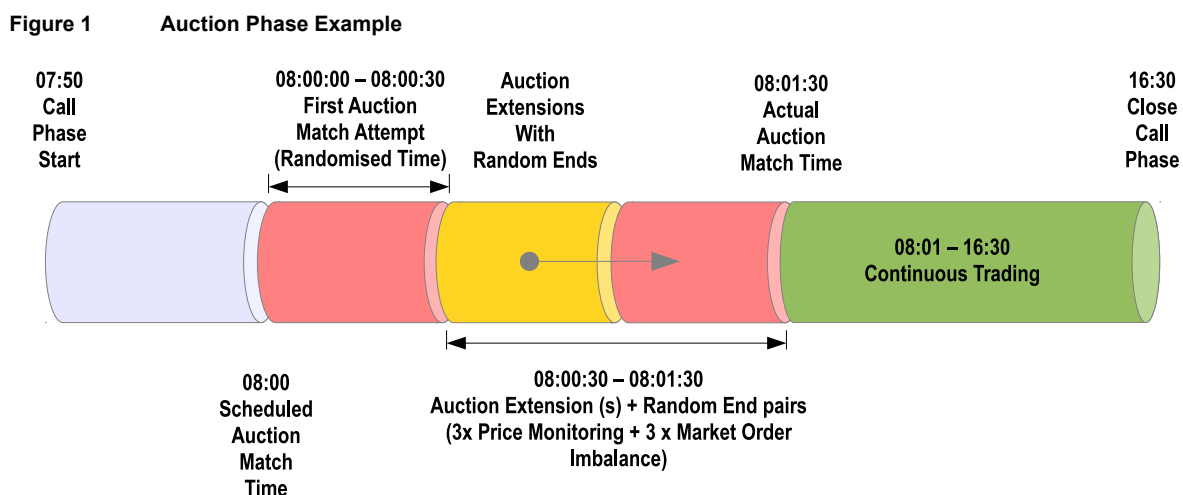 Figure 1 Auction Phase Example
07:50
Call
Phase
Start
08:00:00 – 08:00:30
First Auction
Match Attempt
(Randomised Time)
Auction
Extensions
With
Random Ends
08:01:30
Actual
Auction
Match Time
16:30
Close
Call
Phase
08:01 – 16:30
Continuous Trading
08:00
Scheduled
Auction
Match
Time
08:00:30 – 08:01:30
Auction Extension (s) + Random End pairs
(3x Price Monitoring + 3 x Market Order
Imbalance)